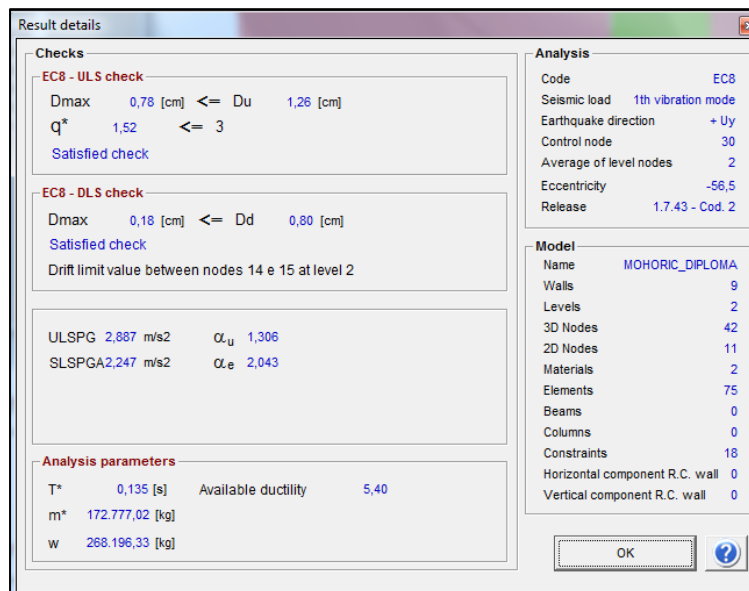 Result details
Checks
EC8 - ULS check
Dmax 0,78 [cm] <= Du 1,26 [cm]
q* 1,52 <= 3
Satisfied check
EC8 - DLS check
Dmax 0,18 [cm] <= Dd 0,80 [cm]
Satisfied check
Drift limit value between nodes 14 e 15 at level 2
ULSPG 2,887 m/s2 αu 1,306
SLSPGA2,247 m/s2 αe 2,043
Analysis parameters
T* 0,135 [s] Available ductility 5,40
m* 172.777,02 [kg]
w 268.196,33 [kg]
Analysis
Code EC8
Seismic load 1th vibration mode
Earthquake direction + Uy
Control node 30
Average of level nodes 2
Eccentricity -56,5
Release 1.7.43 - Cod. 2
Model
Name MOHORIC_DIPLOMA
Walls 9
Levels 2
3D Nodes 42
2D Nodes 11
Materials 2
Elements 75
Beams 0
Columns 0
Constraints 18
Horizontal component R.C. wall 0
Vertical component R.C. wall 0
OK
?